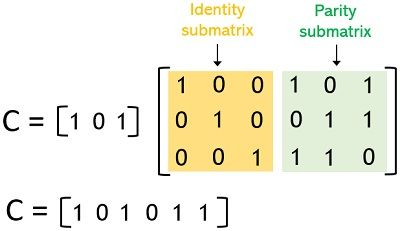 Identity submatrix
Parity submatrix
1 0 0 1 0 1
C = [1 0 1] 0 1 0 0 1 1
0 0 1 1 1 0
C = [1 0 1 0 1 1]